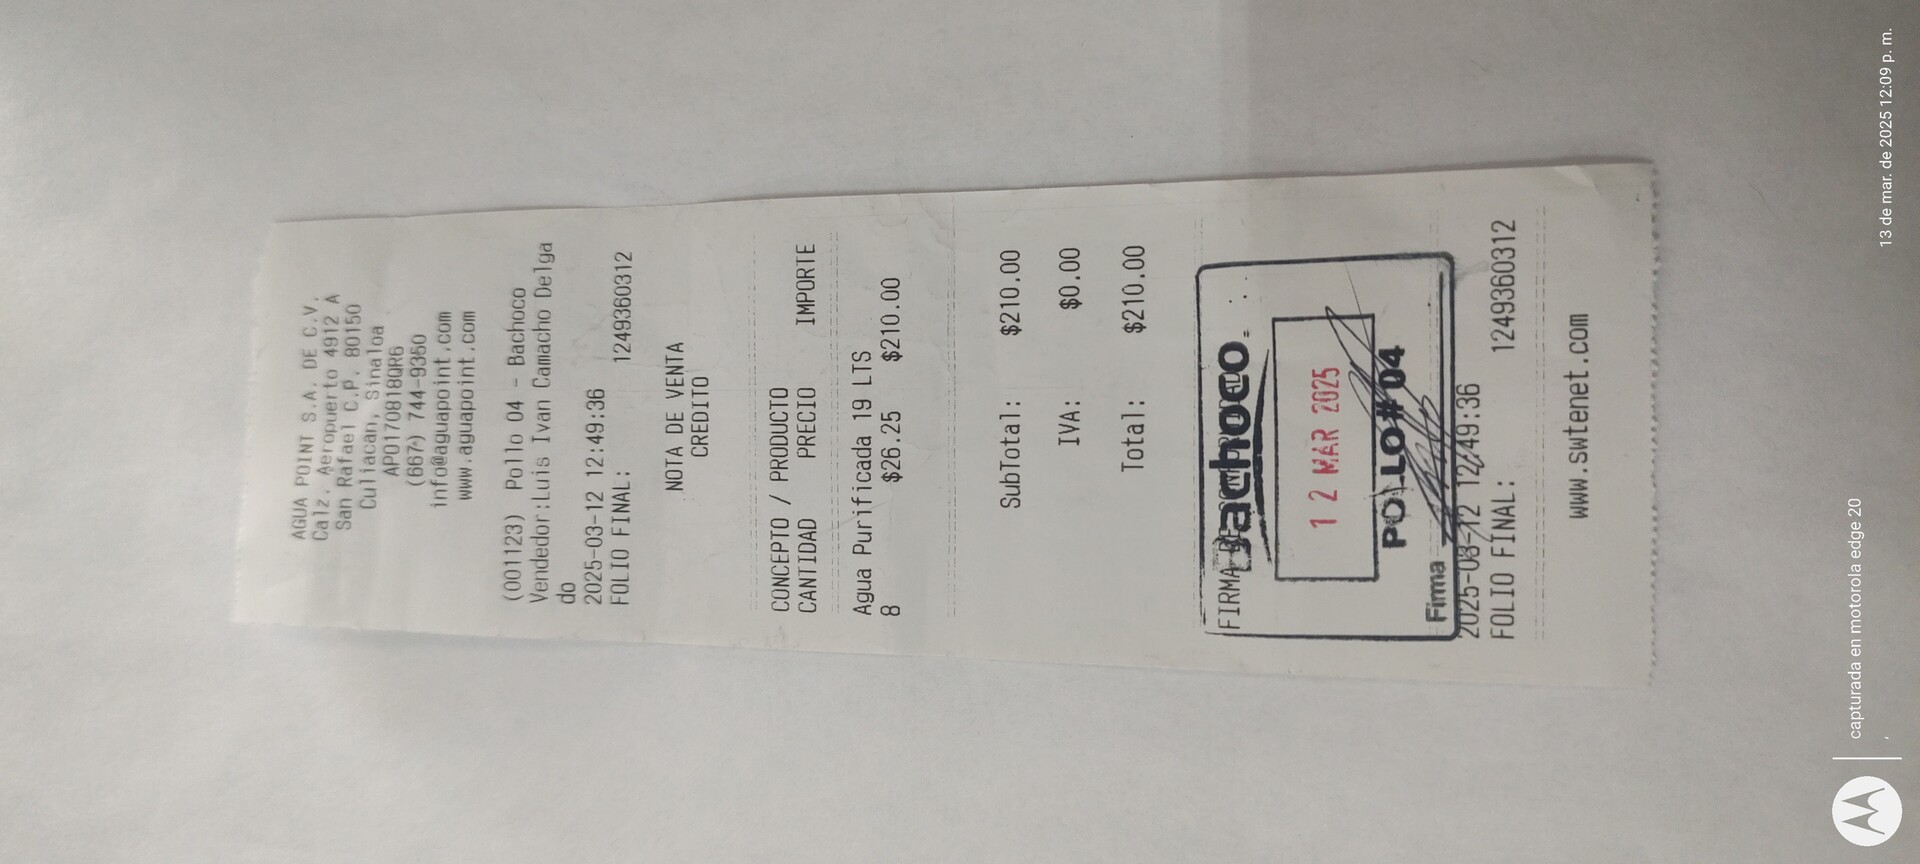 AGUA POINT S.A. DE C.V.
Calz. Aeropuerto 4912 A
San Rafael C.P. 80150
Culiacan, Sinaloa
APO170818QR6
(667) 744-9360
info@aguapoint.com
www.aguapoint.com
(001123) Pollo 04 - Bachoco
Vendedor:Luis Ivan Camacho Delga
do
2025-03-12 12:49:36
FOLIO FINAL: 1249360312
NOTA DE VENTA
CREDITO
CONCEPTO / PRODUCTO
CANTIDAD PRECIO IMPORTE
Agua Purificada 19 LTS
8 $26.25 $210.00
SubTotal: $210.00
IVA: $0.00
Total: $210.00
FIRMA
Bachoco
12 MAR 2025
POLLO# 04
Firma
2025-03-12 12:49:36
FOLIO FINAL: 1249360312
www.swtenet.com
capturada en motorola edge 20
13 de mar. de 2025 12:09 p. m.